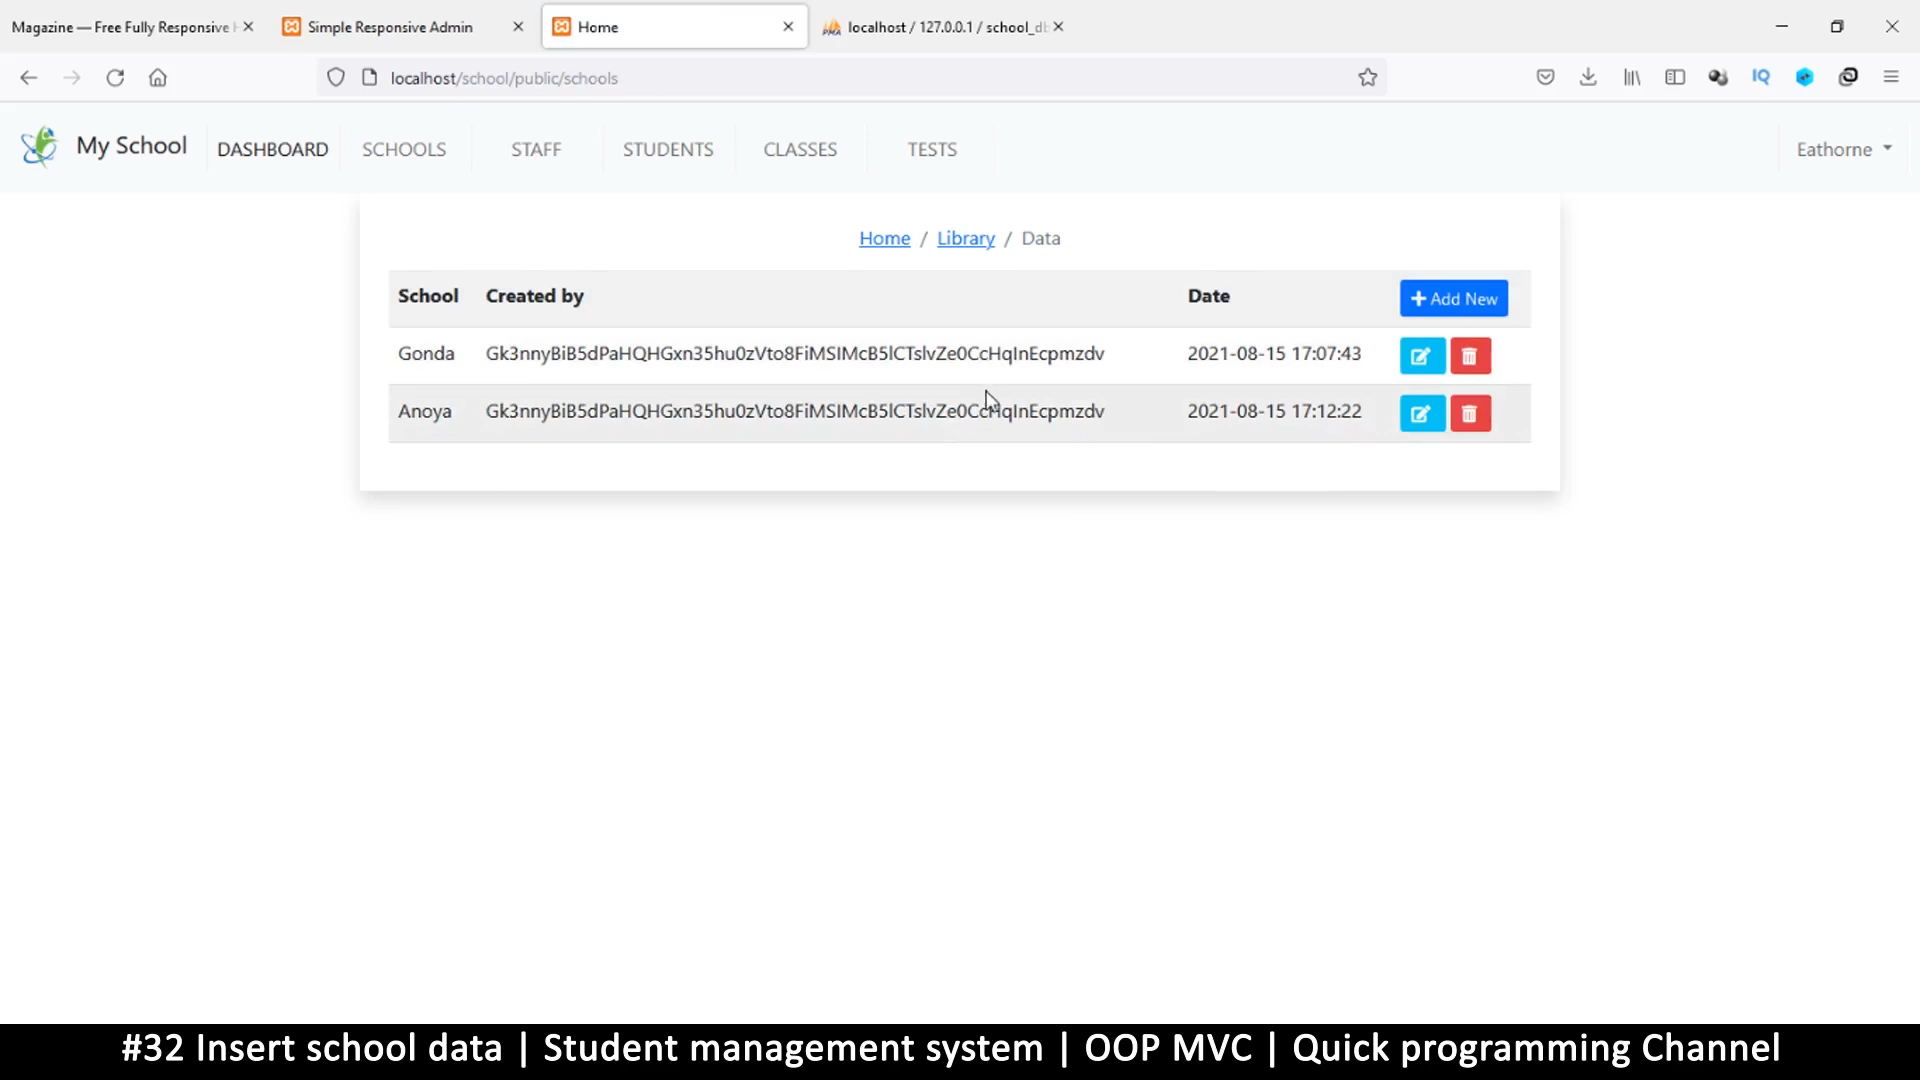 Magazine — Free Fully Responsive
Simple Responsive Admin
Home
localhost / 127.0.0.1 / school_db
localhost/school/public/schools
IQ
My School
DASHBOARD
SCHOOLS
STAFF
STUDENTS
CLASSES
TESTS
Eathorne
Home / Library / Data
School Created by Date Add New
Gonda Gk3nnyBiB5dPaHQHGxn35hu0zVto8FiMSIMcB5lCTslvZe0CcHqInEcpmzdv 2021-08-15 17:07:43
Anoya Gk3nnyBiB5dPaHQHGxn35hu0zVto8FiMSIMcB5lCTslvZe0CcHqInEcpmzdv 2021-08-15 17:12:22
#32 Insert school data | Student management system | OOP MVC | Quick programming Channel